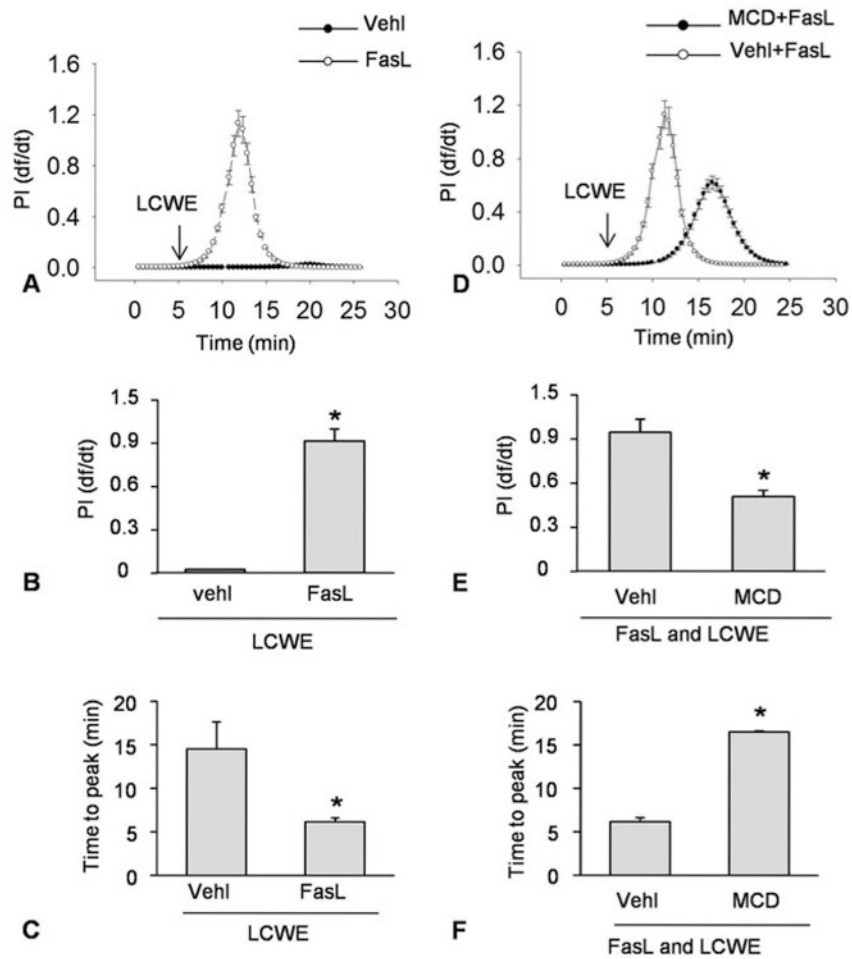 Vehl
FasL
1.6
1.2
0.8
0.4
0.0
PI (df/dt)
LCWE
A
0 5 10 15 20 25 30
Time (min)
MCD+FasL
Vehl+FasL
1.6
1.2
0.8
0.4
0.0
PI (df/dt)
LCWE
D
0 5 10 15 20 25 30
Time (min)
1.5
0.9
0.6
0.3
0
PI (df/dt)
*
B
vehl FasL
LCWE
1.5
0.9
0.6
0.3
0
PI (df/dt)
*
E
Vehl MCD
FasL and LCWE
20
15
10
5
0
Time to peak (min)
*
Vehl FasL
C
LCWE
20
15
10
5
0
Time to peak (min)
*
Vehl MCD
F
FasL and LCWE